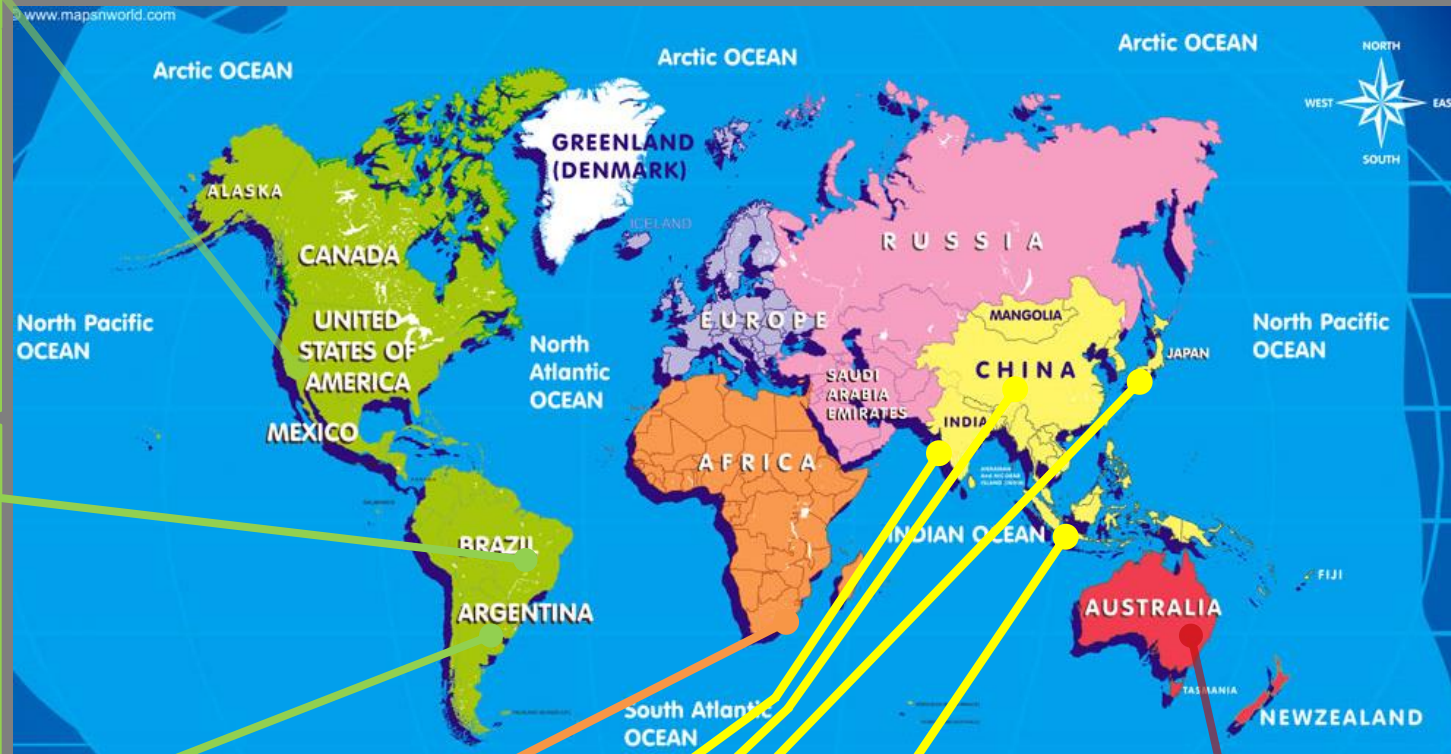 www.mapsnworld.com
Arctic OCEAN
Arctic OCEAN
Arctic OCEAN
NORTH
WEST
EAS
SOUTH
GREENLAND
(DENMARK)
ALASKA
ICELAND
CANADA
RUSSIA
North Pacific
OCEAN
UNITED
STATES OF
AMERICA
North
Atlantic
OCEAN
EUROPE
MANGOLIA
CHINA
JAPAN
North Pacific
OCEAN
SAUDI
ARABIA
EMIRATES
MEXICO
INDIA
AFRICA
INDIAN OCEAN
BRAZIL
FIJI
ARGENTINA
AUSTRALIA
TASMANIA
South Atlantic
OCEAN
NEWZEALAND